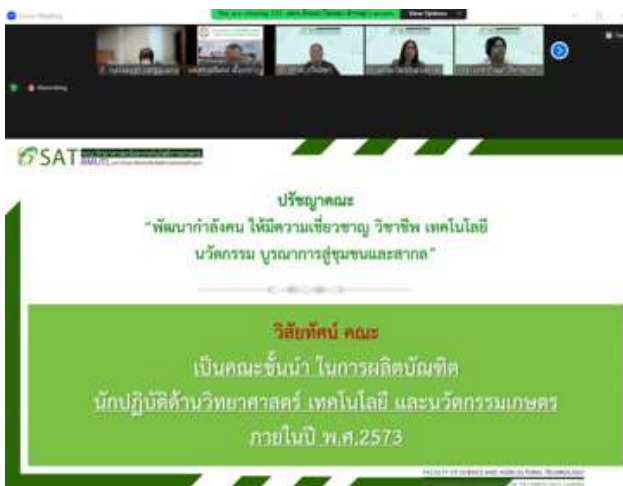 Zoom Meeting
View Options
Recording
SAT
ปรัชญาคณะ
"พัฒนากำลังคน ให้มีความเชี่ยวชาญ วิชาชีพ เทคโนโลยี
นวัตกรรม บูรณาการสู่ชุมชนและสากล"
วิสัยทัศน์ คณะ
เป็นคณะชั้นนำ ในการผลิตบัณฑิต
นักปฏิบัติด้านวิทยาศาสตร์ เทคโนโลยี และนวัตกรรมเกษตร
ภายในปี พ.ศ.2573
FACULTY OF SCIENCE AND AGRICULTURAL TECHNOLOGY